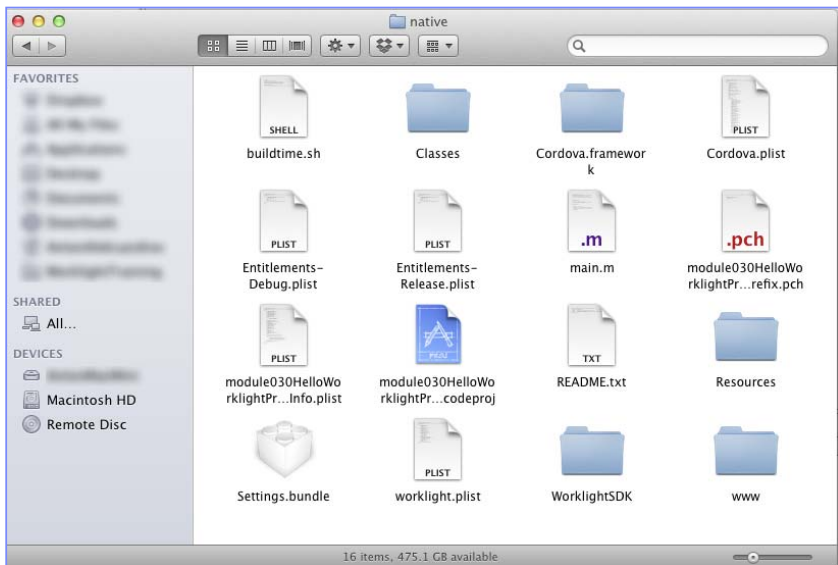 native
FAVORITES
SHARED
All...
DEVICES
Macintosh HD
Remote Disc
SHELL
buildtime.sh
Classes
Cordova.framewor
k
PLIST
Cordova.plist
PLIST
Entitlements-
Debug.plist
PLIST
Entitlements-
Release.plist
.m
main.m
.pch
module030HelloWo
rklightPr...refix.pch
PLIST
module030HelloWo
rklightPr...Info.plist
module030HelloWo
rklightPr...codeproj
TXT
README.txt
Resources
Settings.bundle
PLIST
worklight.plist
WorklightSDK
www
16 items, 475.1 GB available